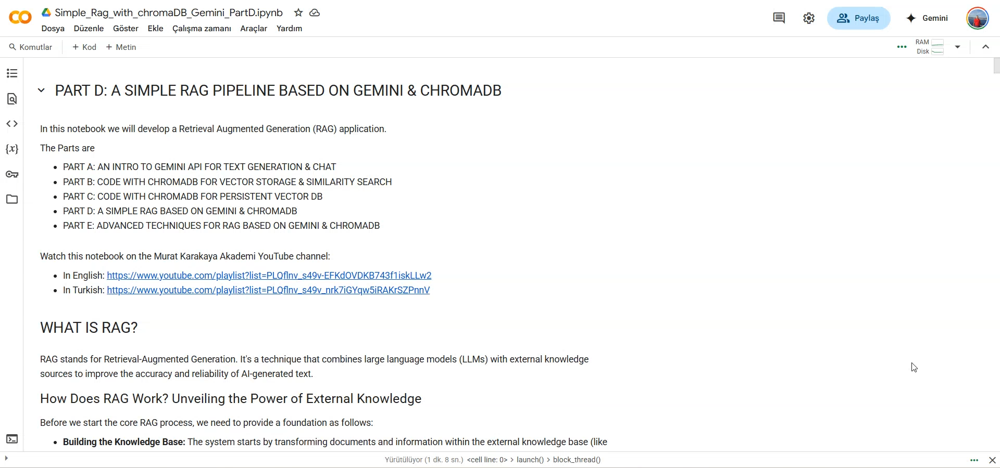 Simple_Rag_with_chromaDB_Gemini_PartD.ipynb
Dosya Düzenle Göster Ekle Çalışma zamanı Araçlar Yardım
Paylaş
Gemini
Komutlar + Kod + Metin
RAM
Disk
PART D: A SIMPLE RAG PIPELINE BASED ON GEMINI & CHROMADB
In this notebook we will develop a Retrieval Augmented Generation (RAG) application.
The Parts are
• PART A: AN INTRO TO GEMINI API FOR TEXT GENERATION & CHAT
• PART B: CODE WITH CHROMADB FOR VECTOR STORAGE & SIMILARITY SEARCH
• PART C: CODE WITH CHROMADB FOR PERSISTENT VECTOR DB
• PART D: A SIMPLE RAG BASED ON GEMINI & CHROMADB
• PART E: ADVANCED TECHNIQUES FOR RAG BASED ON GEMINI & CHROMADB
Watch this notebook on the Murat Karakaya Akademi YouTube channel:
• In English: https://www.youtube.com/playlist?list=PLQflnv_s49v-EFKdOVDKB743f1iskLLw2
• In Turkish: https://www.youtube.com/playlist?list=PLQflnv_s49v_nrk7iGYqw5iRAKrSZPnnV
WHAT IS RAG?
RAG stands for Retrieval-Augmented Generation. It's a technique that combines large language models (LLMs) with external knowledge
sources to improve the accuracy and reliability of AI-generated text.
How Does RAG Work? Unveiling the Power of External Knowledge
Before we start the core RAG process, we need to provide a foundation as follows:
• Building the Knowledge Base: The system starts by transforming documents and information within the external knowledge base (like
Yürütülüyor (1 dk. 8 sn.) <cell line: 0> > launch() > block_thread()